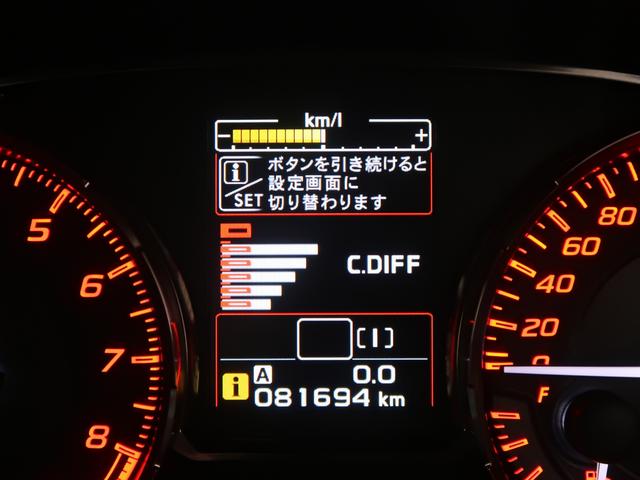 km/l
- +
i ボタンを引き続けると
設定画面に
SET 切り替わります
C.DIFF
[I]
A 0.0
i 081694 km
5
6
7
8
80
60
40
20
0
F